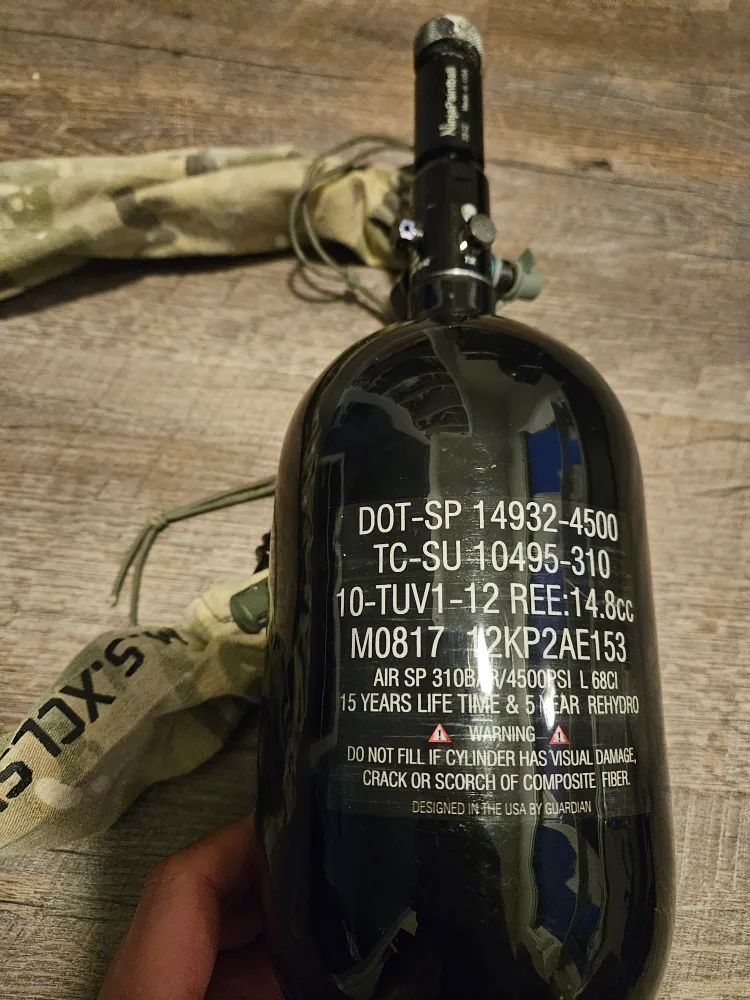 NinjaPaintball
DOT-SP 14932-4500
TC-SU 10495-310
10-TUV1-12 REE:14.8cc
M0817 12KP2AE153
AIR SP 310BAR/4500PSI L 68CI
15 YEARS LIFE TIME & 5 YEAR REHYDRO
WARNING
DO NOT FILL IF CYLINDER HAS VISUAL DAMAGE,
CRACK OR SCORCH OF COMPOSITE FIBER.
DESIGNED IN THE USA BY GUARDIAN